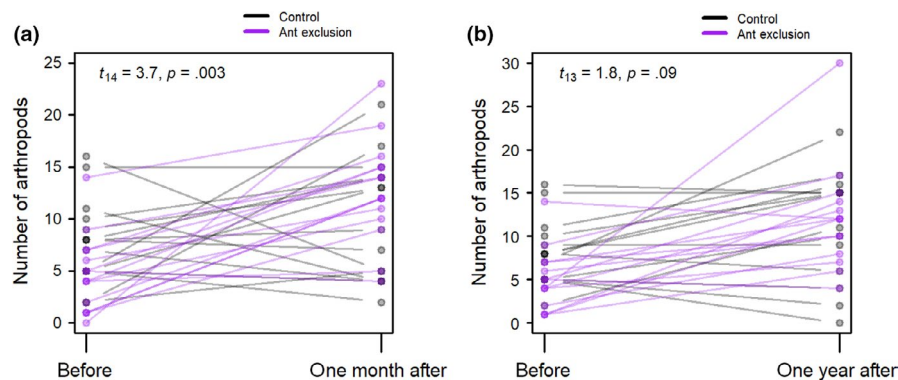 (a)
Control
Ant exclusion
t14 = 3.7, p = .003
Number of arthropods
25
20
15
10
5
0
Before
One month after
(b)
Control
Ant exclusion
t13 = 1.8, p = .09
Number of arthropods
30
25
20
15
10
5
0
Before
One year after